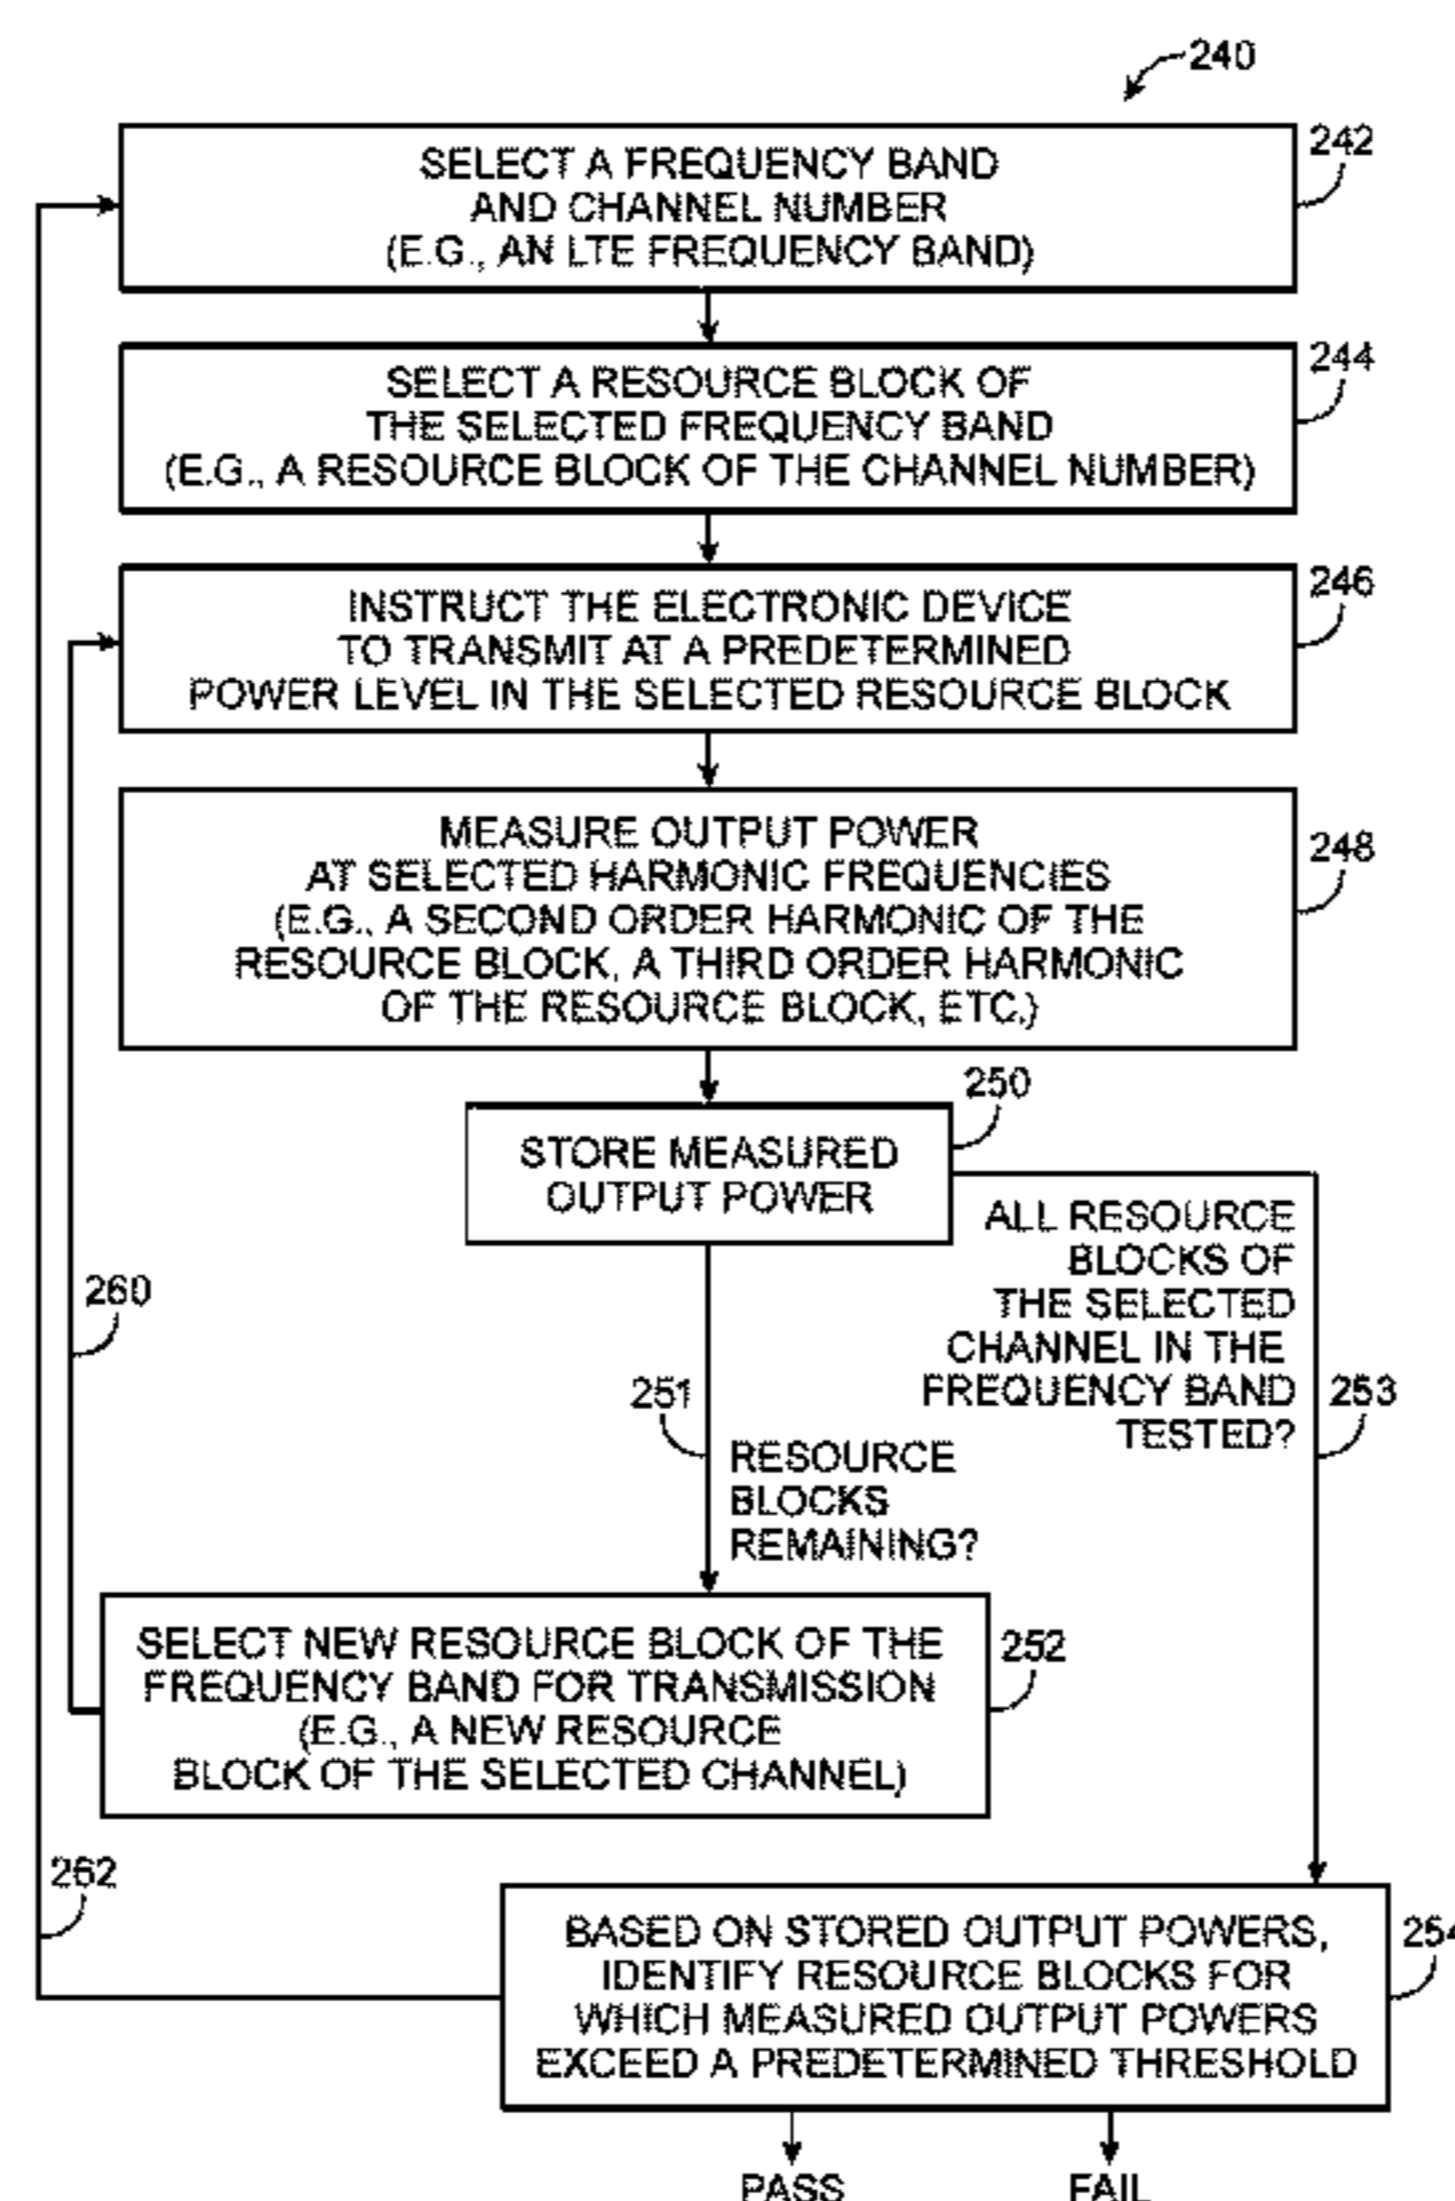 240
SELECT A FREQUENCY BAND
AND CHANNEL NUMBER
(E.G., AN LTE FREQUENCY BAND)
242
SELECT A RESOURCE BLOCK OF
THE SELECTED FREQUENCY BAND
(E.G., A RESOURCE BLOCK OF THE CHANNEL NUMBER)
244
INSTRUCT THE ELECTRONIC DEVICE
TO TRANSMIT AT A PREDETERMINED
POWER LEVEL IN THE SELECTED RESOURCE BLOCK
246
MEASURE OUTPUT POWER
AT SELECTED HARMONIC FREQUENCIES
(E.G., A SECOND ORDER HARMONIC OF THE
RESOURCE BLOCK, A THIRD ORDER HARMONIC
OF THE RESOURCE BLOCK, ETC.)
248
STORE MEASURED
OUTPUT POWER
250
ALL RESOURCE
BLOCKS OF
THE SELECTED
CHANNEL IN THE
FREQUENCY BAND
TESTED?
253
260
251
RESOURCE
BLOCKS
REMAINING?
SELECT NEW RESOURCE BLOCK OF THE
FREQUENCY BAND FOR TRANSMISSION
(E.G., A NEW RESOURCE
BLOCK OF THE SELECTED CHANNEL)
252
262
BASED ON STORED OUTPUT POWERS,
IDENTIFY RESOURCE BLOCKS FOR
WHICH MEASURED OUTPUT POWERS
EXCEED A PREDETERMINED THRESHOLD
254
PASS
FAIL